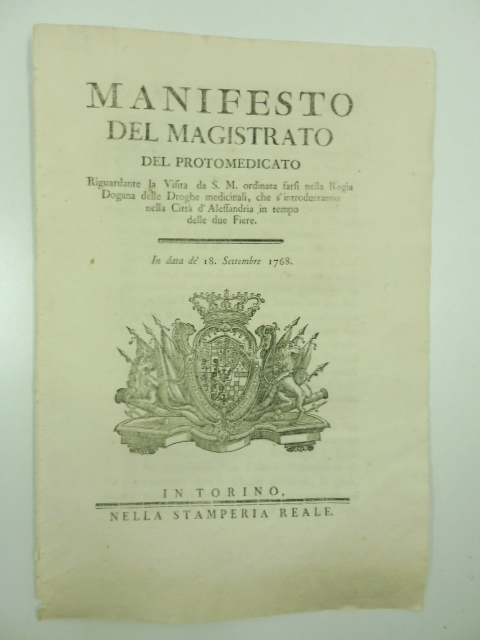 MANIFESTO
DEL MAGISTRATO
DEL PROTOMEDICATO
Riguardante la Visita da S. M. ordinata farsi nella Regia
Dogana delle Droghe medicinali, che s'introdurranno
nella Città d'Alessandria in tempo
delle due Fiere.
In data de' 18. Settembre 1768.
IN TORINO,
NELLA STAMPERIA REALE.